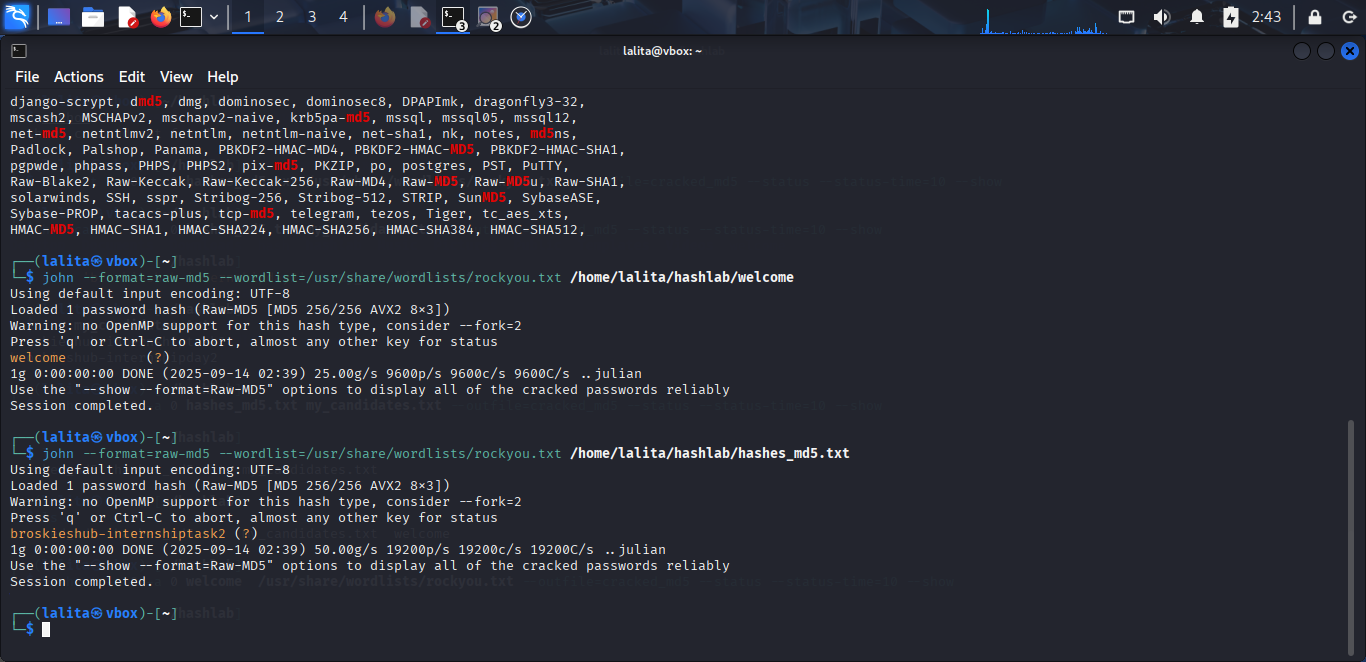 1 2 3 4 3 2 2:43
lalita@vbox: ~
File Actions Edit View Help
django-scrypt, dmd5, dmg, dominosec, dominosec8, DPAPImk, dragonfly3-32,
mscash2, MSCHAPv2, mschapv2-naive, krb5pa-md5, mssql, mssql05, mssql12,
net-md5, netntlmv2, netntlm, netntlm-naive, net-sha1, nk, notes, md5ns,
Padlock, Palshop, Panama, PBKDF2-HMAC-MD4, PBKDF2-HMAC-MD5, PBKDF2-HMAC-SHA1,
pgpwde, phpass, PHPS, PHPS2, pix-md5, PKZIP, po, postgres, PST, PuTTY,
Raw-Blake2, Raw-Keccak, Raw-Keccak-256, Raw-MD4, Raw-MD5, Raw-MD5u, Raw-SHA1,
solarwinds, SSH, sspr, Stribog-256, Stribog-512, STRIP, SunMD5, SybaseASE,
Sybase-PROP, tacacs-plus, tcp-md5, telegram, tezos, Tiger, tc_aes_xts,
HMAC-MD5, HMAC-SHA1, HMAC-SHA224, HMAC-SHA256, HMAC-SHA384, HMAC-SHA512,
┌──(lalita㉿vbox)-[~]
└─$ john --format=raw-md5 --wordlist=/usr/share/wordlists/rockyou.txt /home/lalita/hashlab/welcome
Using default input encoding: UTF-8
Loaded 1 password hash (Raw-MD5 [MD5 256/256 AVX2 8×3])
Warning: no OpenMP support for this hash type, consider --fork=2
Press 'q' or Ctrl-C to abort, almost any other key for status
welcome (?)
1g 0:00:00:00 DONE (2025-09-14 02:39) 25.00g/s 9600p/s 9600c/s 9600C/s ..julian
Use the "--show --format=Raw-MD5" options to display all of the cracked passwords reliably
Session completed.
┌──(lalita㉿vbox)-[~]
└─$ john --format=raw-md5 --wordlist=/usr/share/wordlists/rockyou.txt /home/lalita/hashlab/hashes_md5.txt
Using default input encoding: UTF-8
Loaded 1 password hash (Raw-MD5 [MD5 256/256 AVX2 8×3])
Warning: no OpenMP support for this hash type, consider --fork=2
Press 'q' or Ctrl-C to abort, almost any other key for status
broskieshub-internshiptask2 (?)
1g 0:00:00:00 DONE (2025-09-14 02:39) 50.00g/s 19200p/s 19200c/s 19200C/s ..julian
Use the "--show --format=Raw-MD5" options to display all of the cracked passwords reliably
Session completed.
┌──(lalita㉿vbox)-[~]
└─$